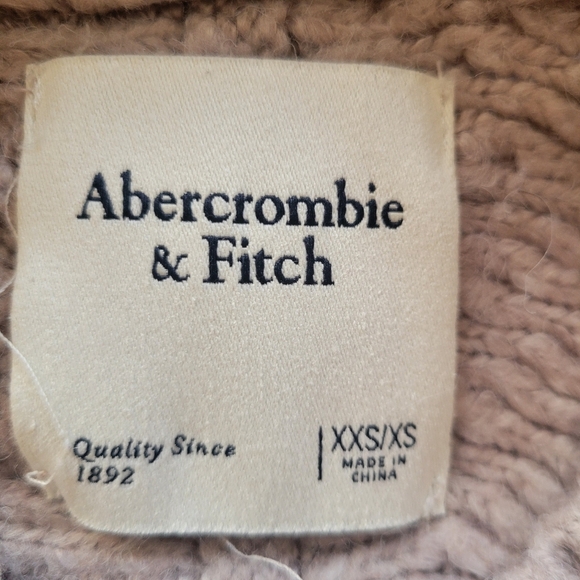 Abercrombie
& Fitch
Quality Since
1892
XXS/XS
MADE IN
CHINA